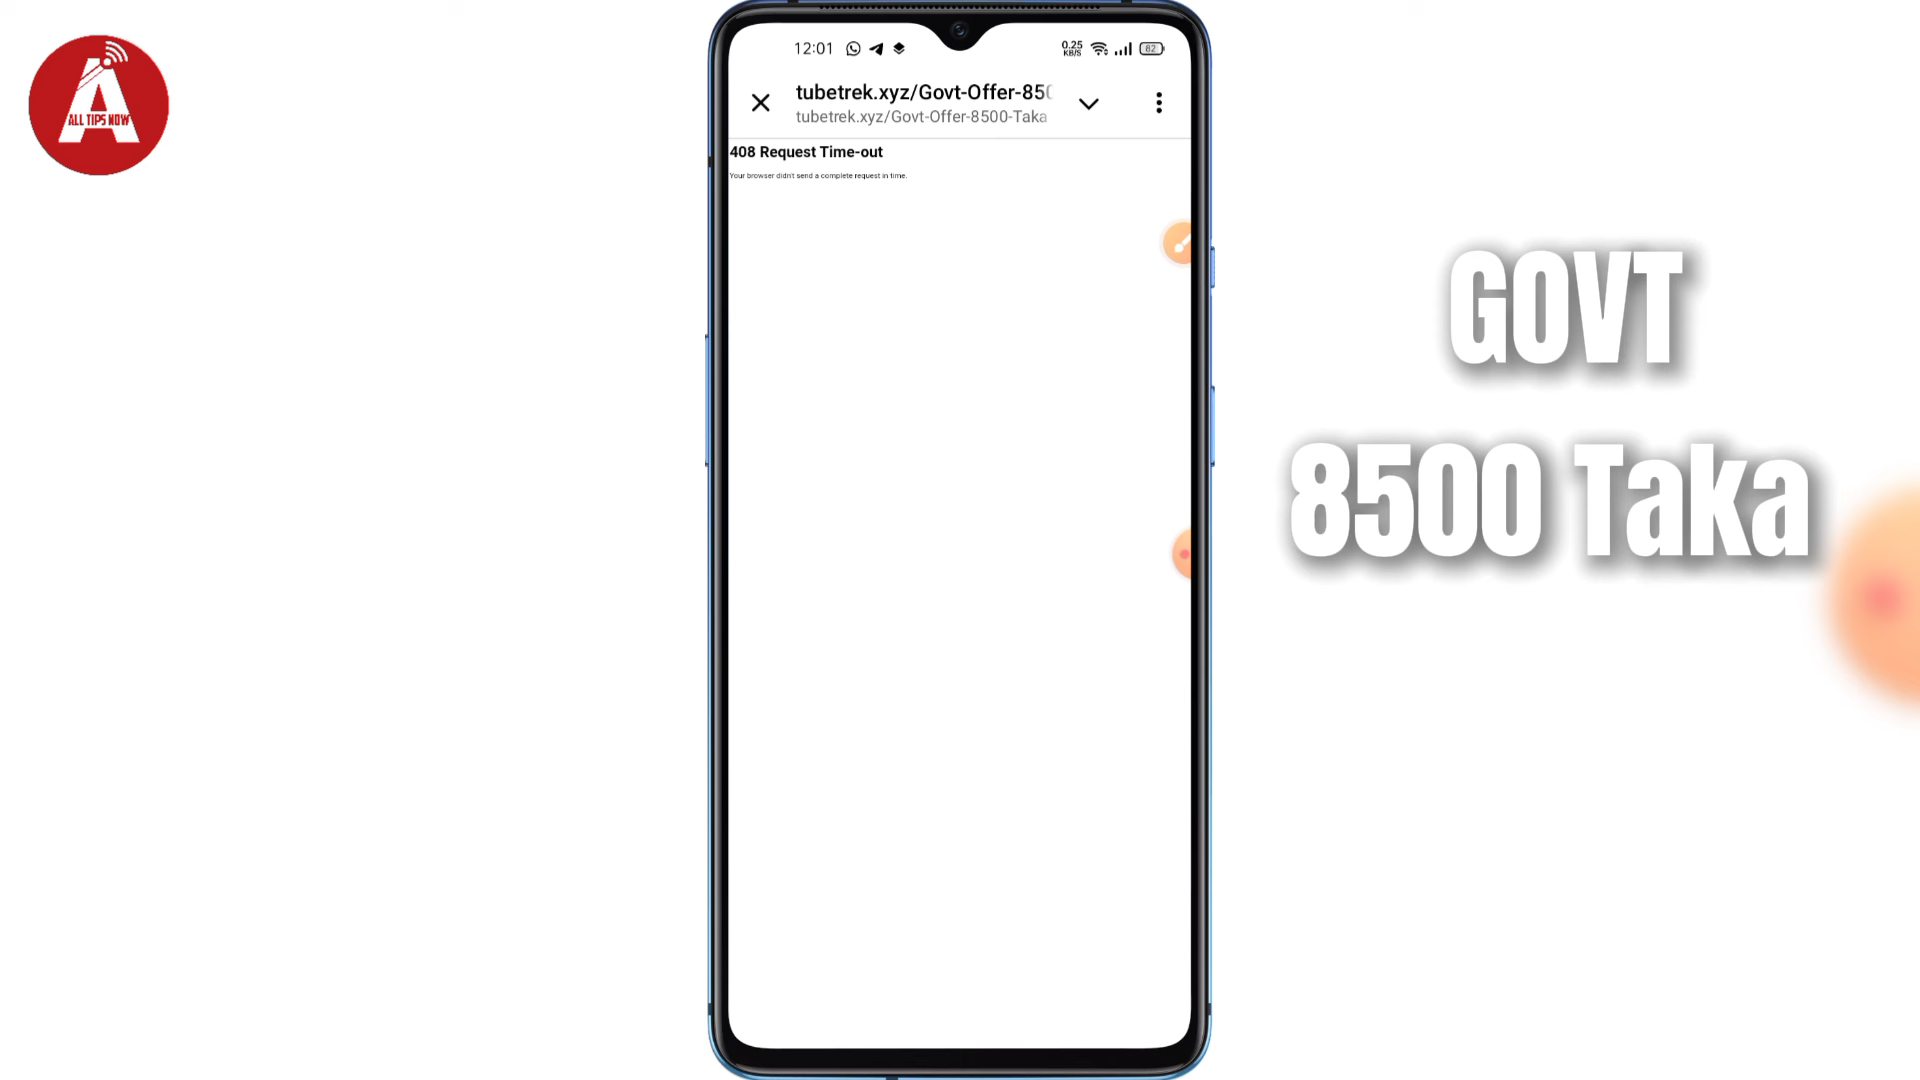 ALL TIPS NOW
12:01
0.25
KB/S
82
tubetrek.xyz/Govt-Offer-850
tubetrek.xyz/Govt-Offer-8500-Taka
408 Request Time-out
Your browser didn't send a complete request in time.
GOVT
8500 Taka